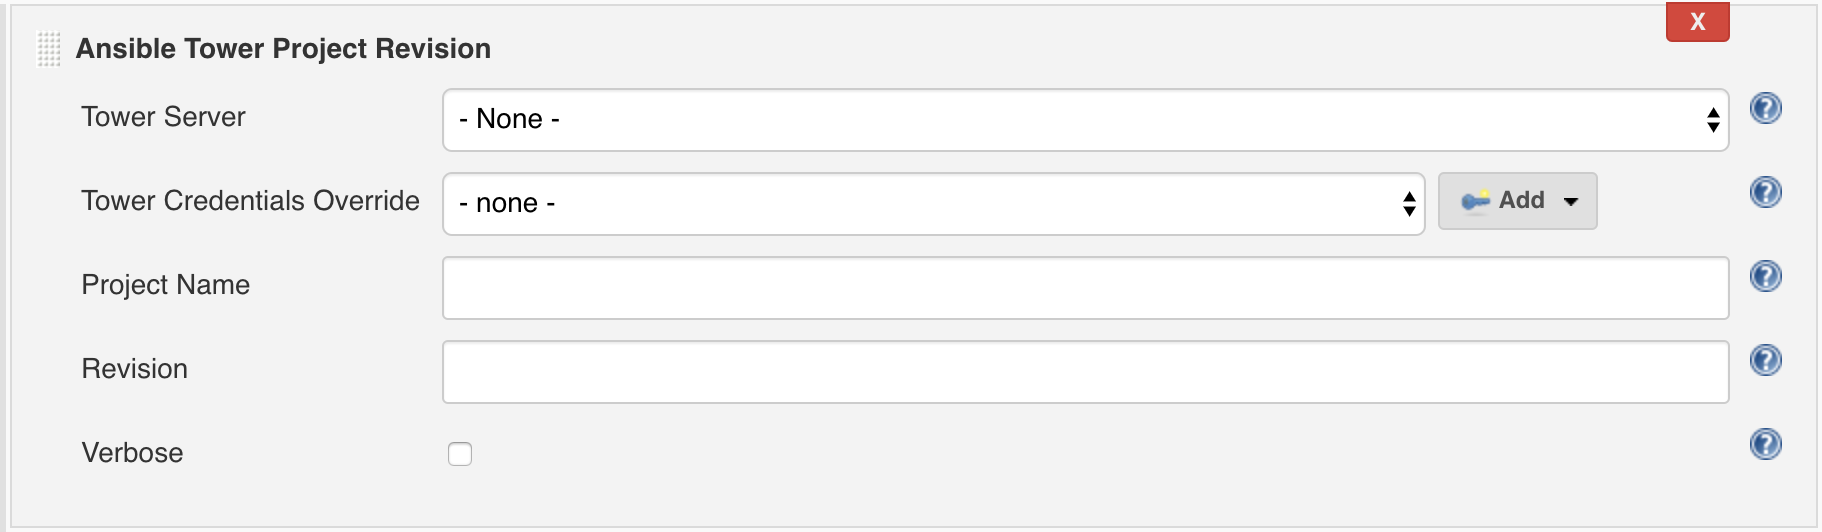 Ansible Tower Project Revision
X
Tower Server
- None -
?
Tower Credentials Override
- none -
Add
?
Project Name
?
Revision
?
Verbose
?